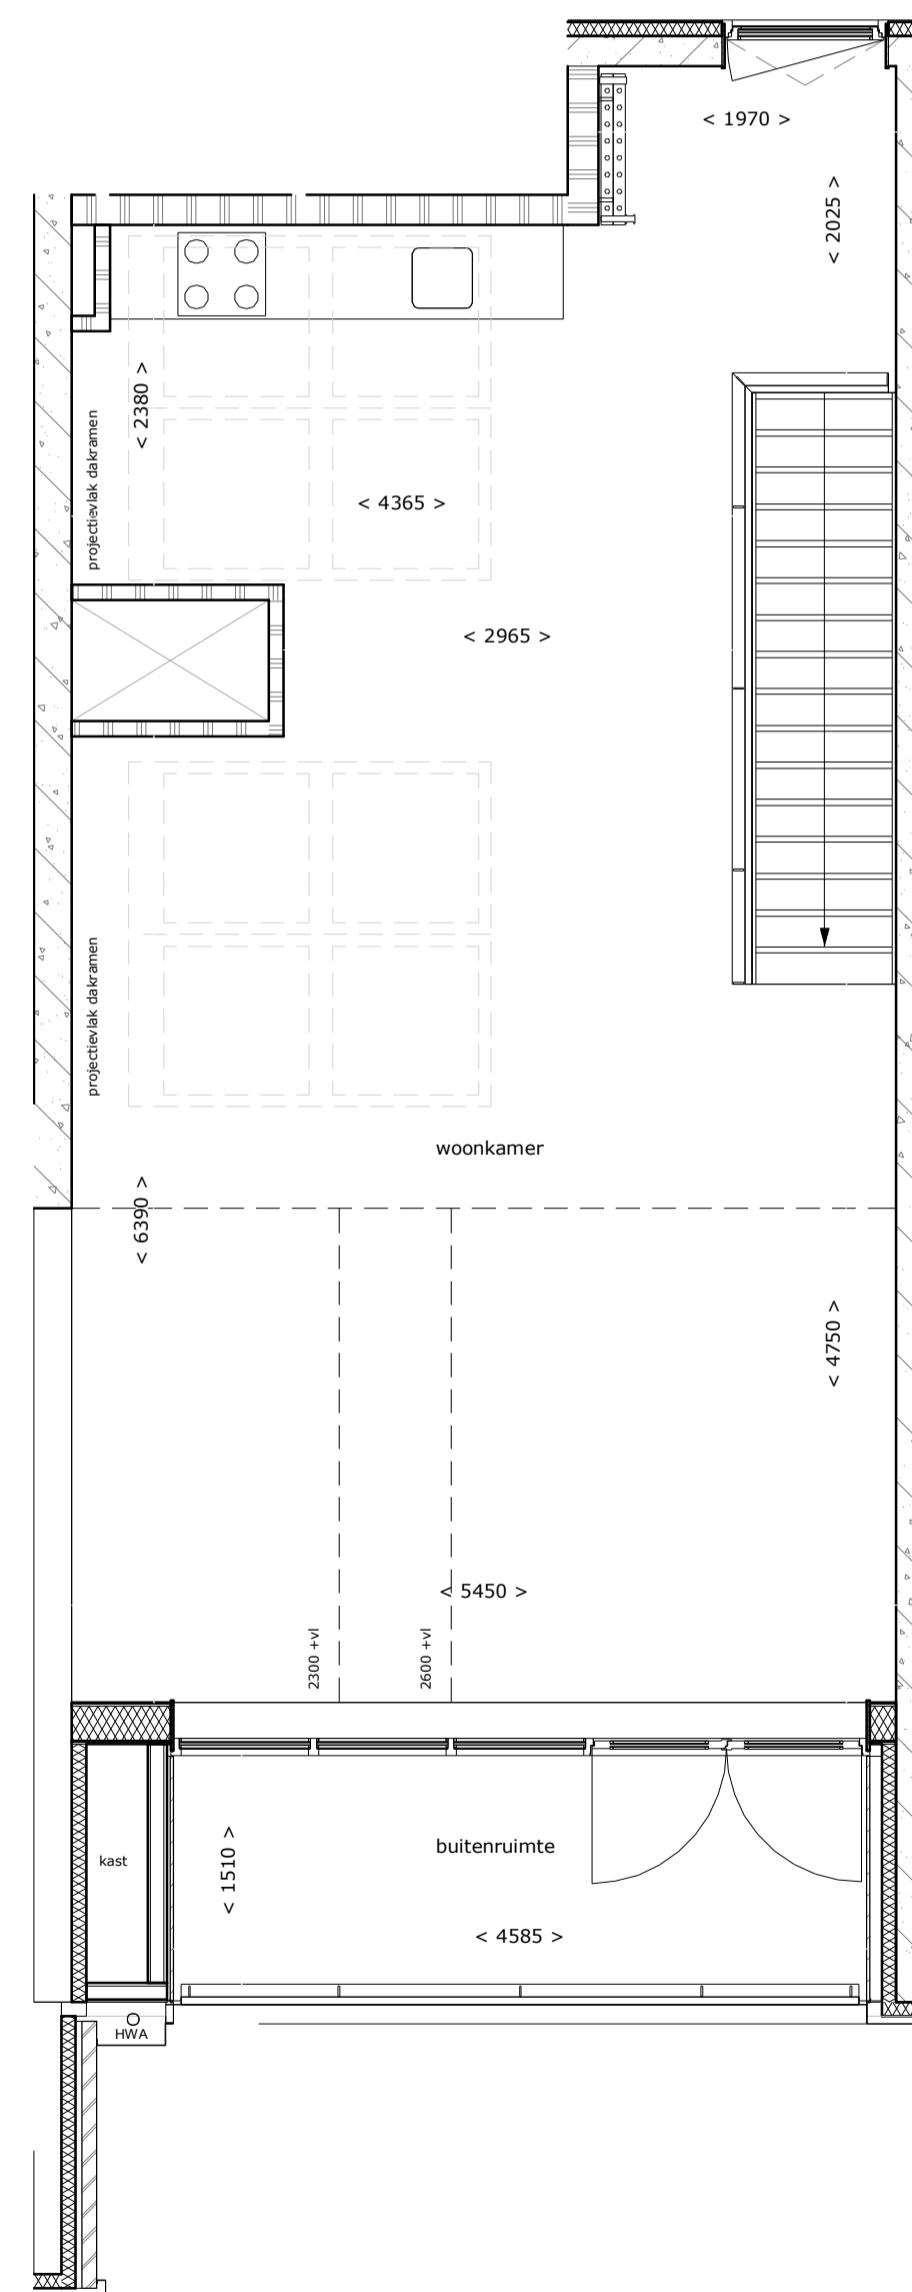 < 1970 >
< 2025 >
< 2380 >
projectievlak dakramen
< 4365 >
< 2965 >
projectievlak dakramen
woonkamer
< 6390 >
< 4750 >
< 5450 >
2300 +vl
2600 +vl
kast
< 1510 >
buitenruimte
< 4585 >
HWA